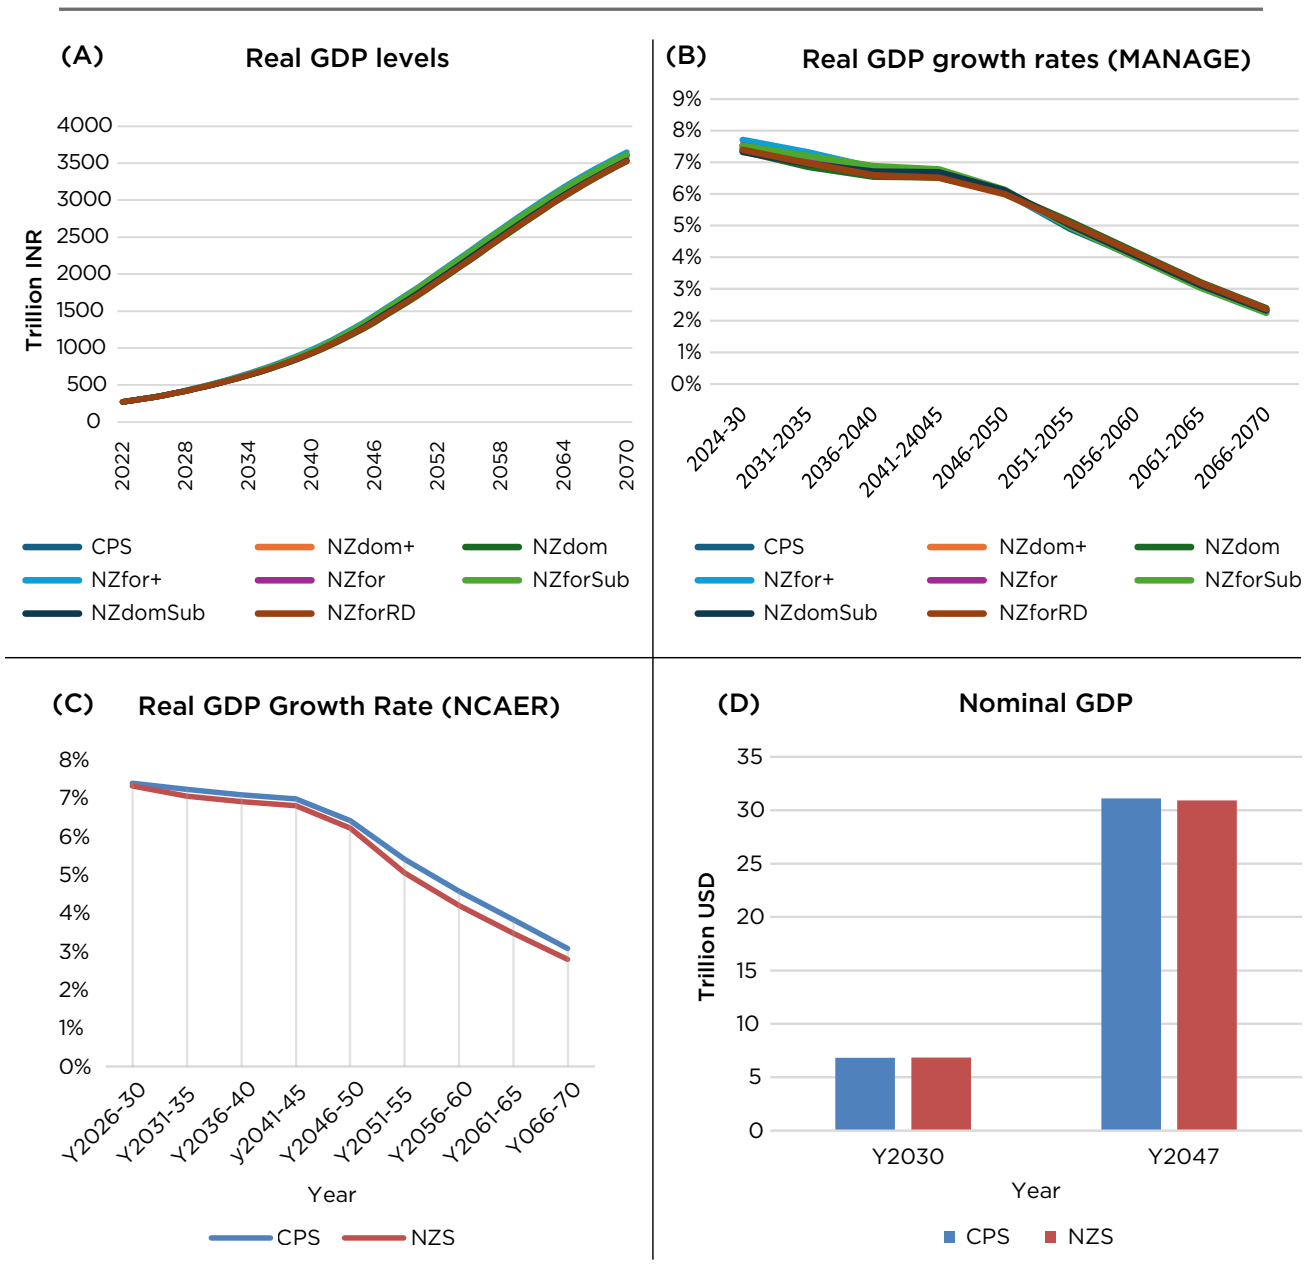 (A) Real GDP levels
Trillion INR
4000
3500
3000
2500
2000
1500
1000
500
0
2022 2028 2034 2040 2046 2052 2058 2064 2070
CPS NZdom+ NZdom
NZfor+ NZfor NZforSub
NZdomSub NZforRD
(B) Real GDP growth rates (MANAGE)
9%
8%
7%
6%
5%
4%
3%
2%
1%
0%
2024-30 2031-2035 2036-2040 2041-24045 2046-2050 2051-2055 2056-2060 2061-2065 2066-2070
CPS NZdom+ NZdom
NZfor+ NZfor NZforSub
NZdomSub NZforRD
(C) Real GDP Growth Rate (NCAER)
8%
7%
6%
5%
4%
3%
2%
1%
0%
Y2026-30 Y2031-35 Y2036-40 y2041-45 Y2046-50 Y2051-55 Y2056-60 Y2061-65 Y066-70
Year
CPS NZS
(D) Nominal GDP
Trillion USD
35
30
25
20
15
10
5
0
Y2030 Y2047
Year
CPS NZS